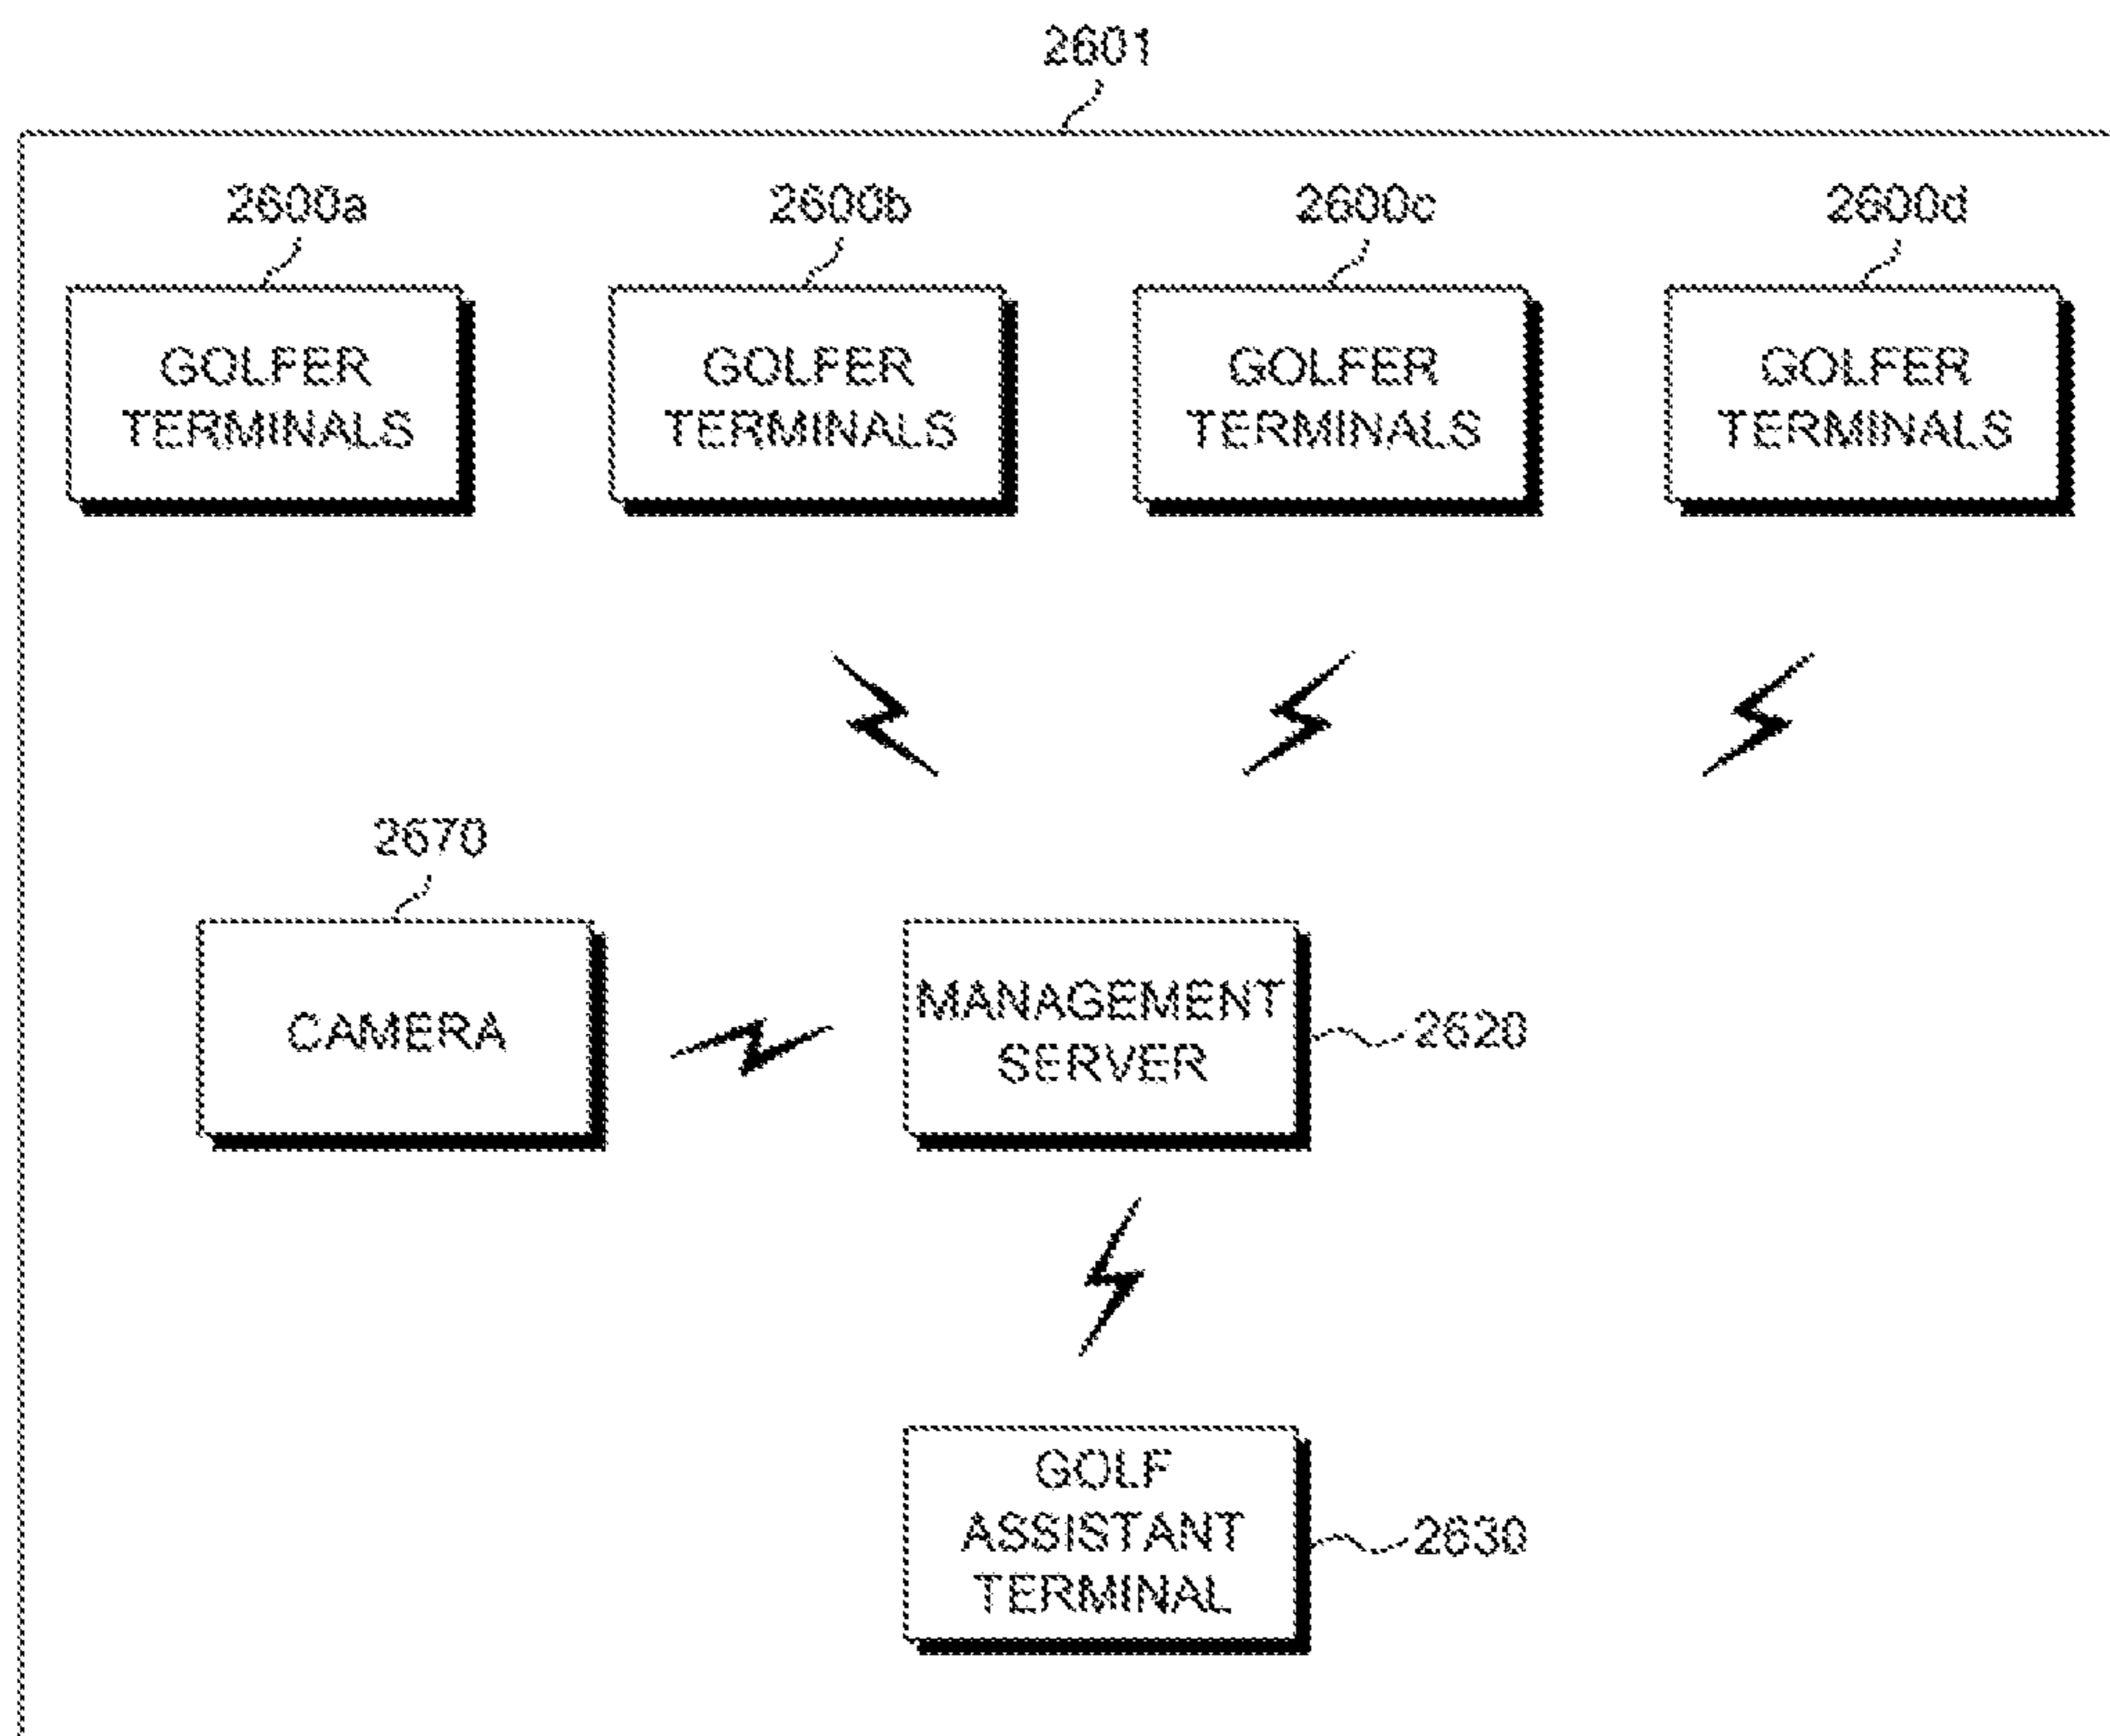 2601
2600a
2600b
2600c
2600d
GOLFER
TERMINALS
GOLFER
TERMINALS
GOLFER
TERMINALS
GOLFER
TERMINALS
2670
CAMERA
MANAGEMENT
SERVER
2620
GOLF
ASSISTANT
TERMINAL
2630